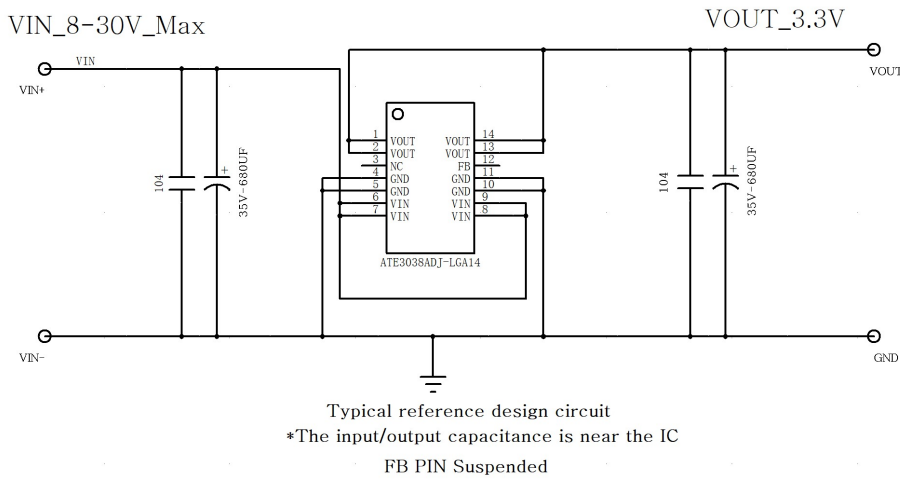 VIN_8-30V_Max
VOUT_3.3V
VIN
VIN+
VOUT
1 VOUT VOUT 14
2 VOUT VOUT 13
3 NC FB 12
4 GND GND 11
5 GND GND 10
6 VIN VIN 9
7 VIN VIN 8
ATE3038ADJ-LGA14
104
35V-680UF
+
104
35V-680UF
+
VIN-
GND
Typical reference design circuit
*The input/output capacitance is near the IC
FB PIN Suspended